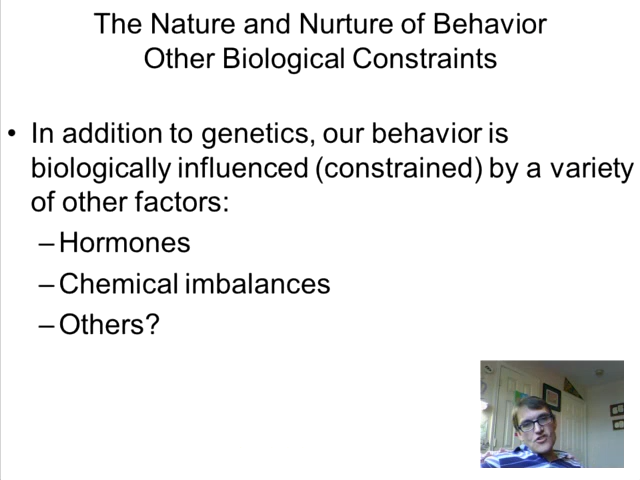 The Nature and Nurture of Behavior
Other Biological Constraints
• In addition to genetics, our behavior is
biologically influenced (constrained) by a variety
of other factors:
–Hormones
–Chemical imbalances
–Others?